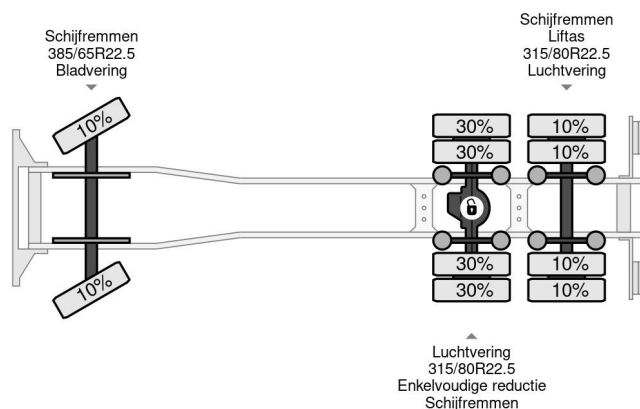 Schijfremmen
385/65R22.5
Bladvering
Schijfremmen
Liftas
315/80R22.5
Luchtvering
10%
30%
10%
30%
10%
10%
30%
10%
30%
10%
Luchtvering
315/80R22.5
Enkelvoudige reductie
Schijfremmen